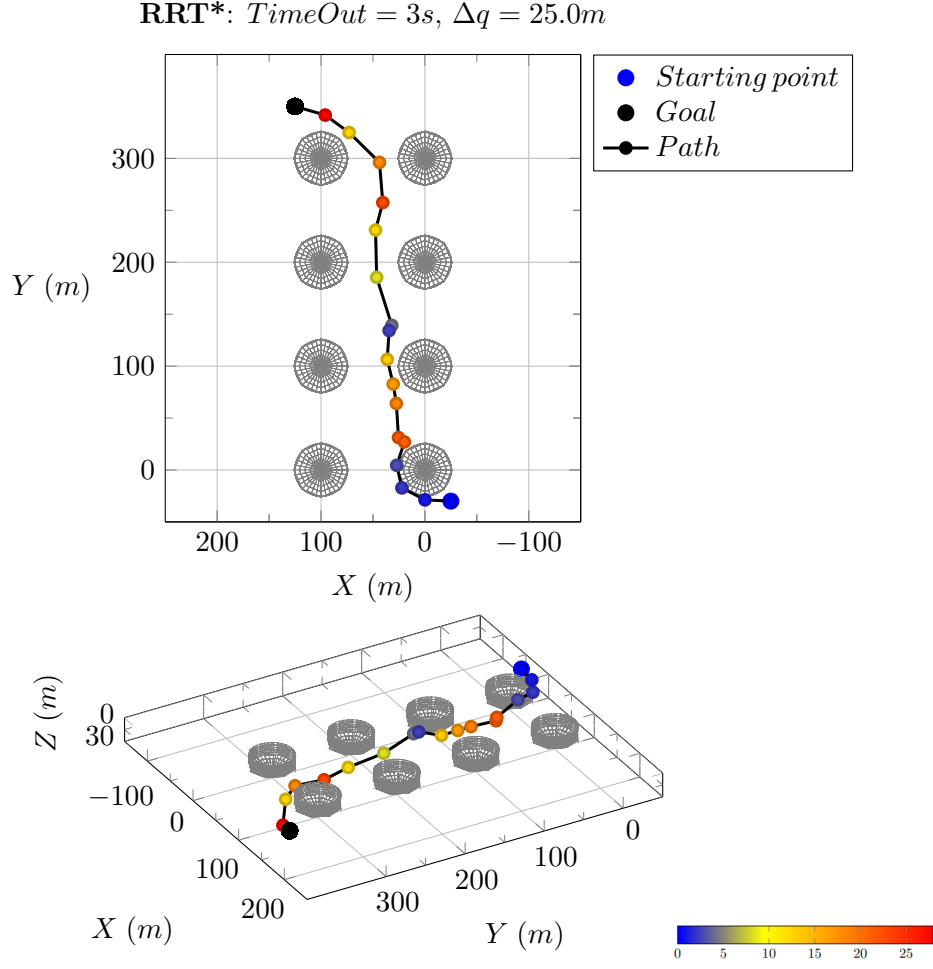 RRT*: TimeOut = 3s, Δq = 25.0m
Starting point
Goal
Path
300
200
100
0
Y (m)
200 100 0 −100
X (m)
Z (m)
0
30
−100
0
100
200
X (m)
300
200
100
0
Y (m)
0 5 10 15 20 25